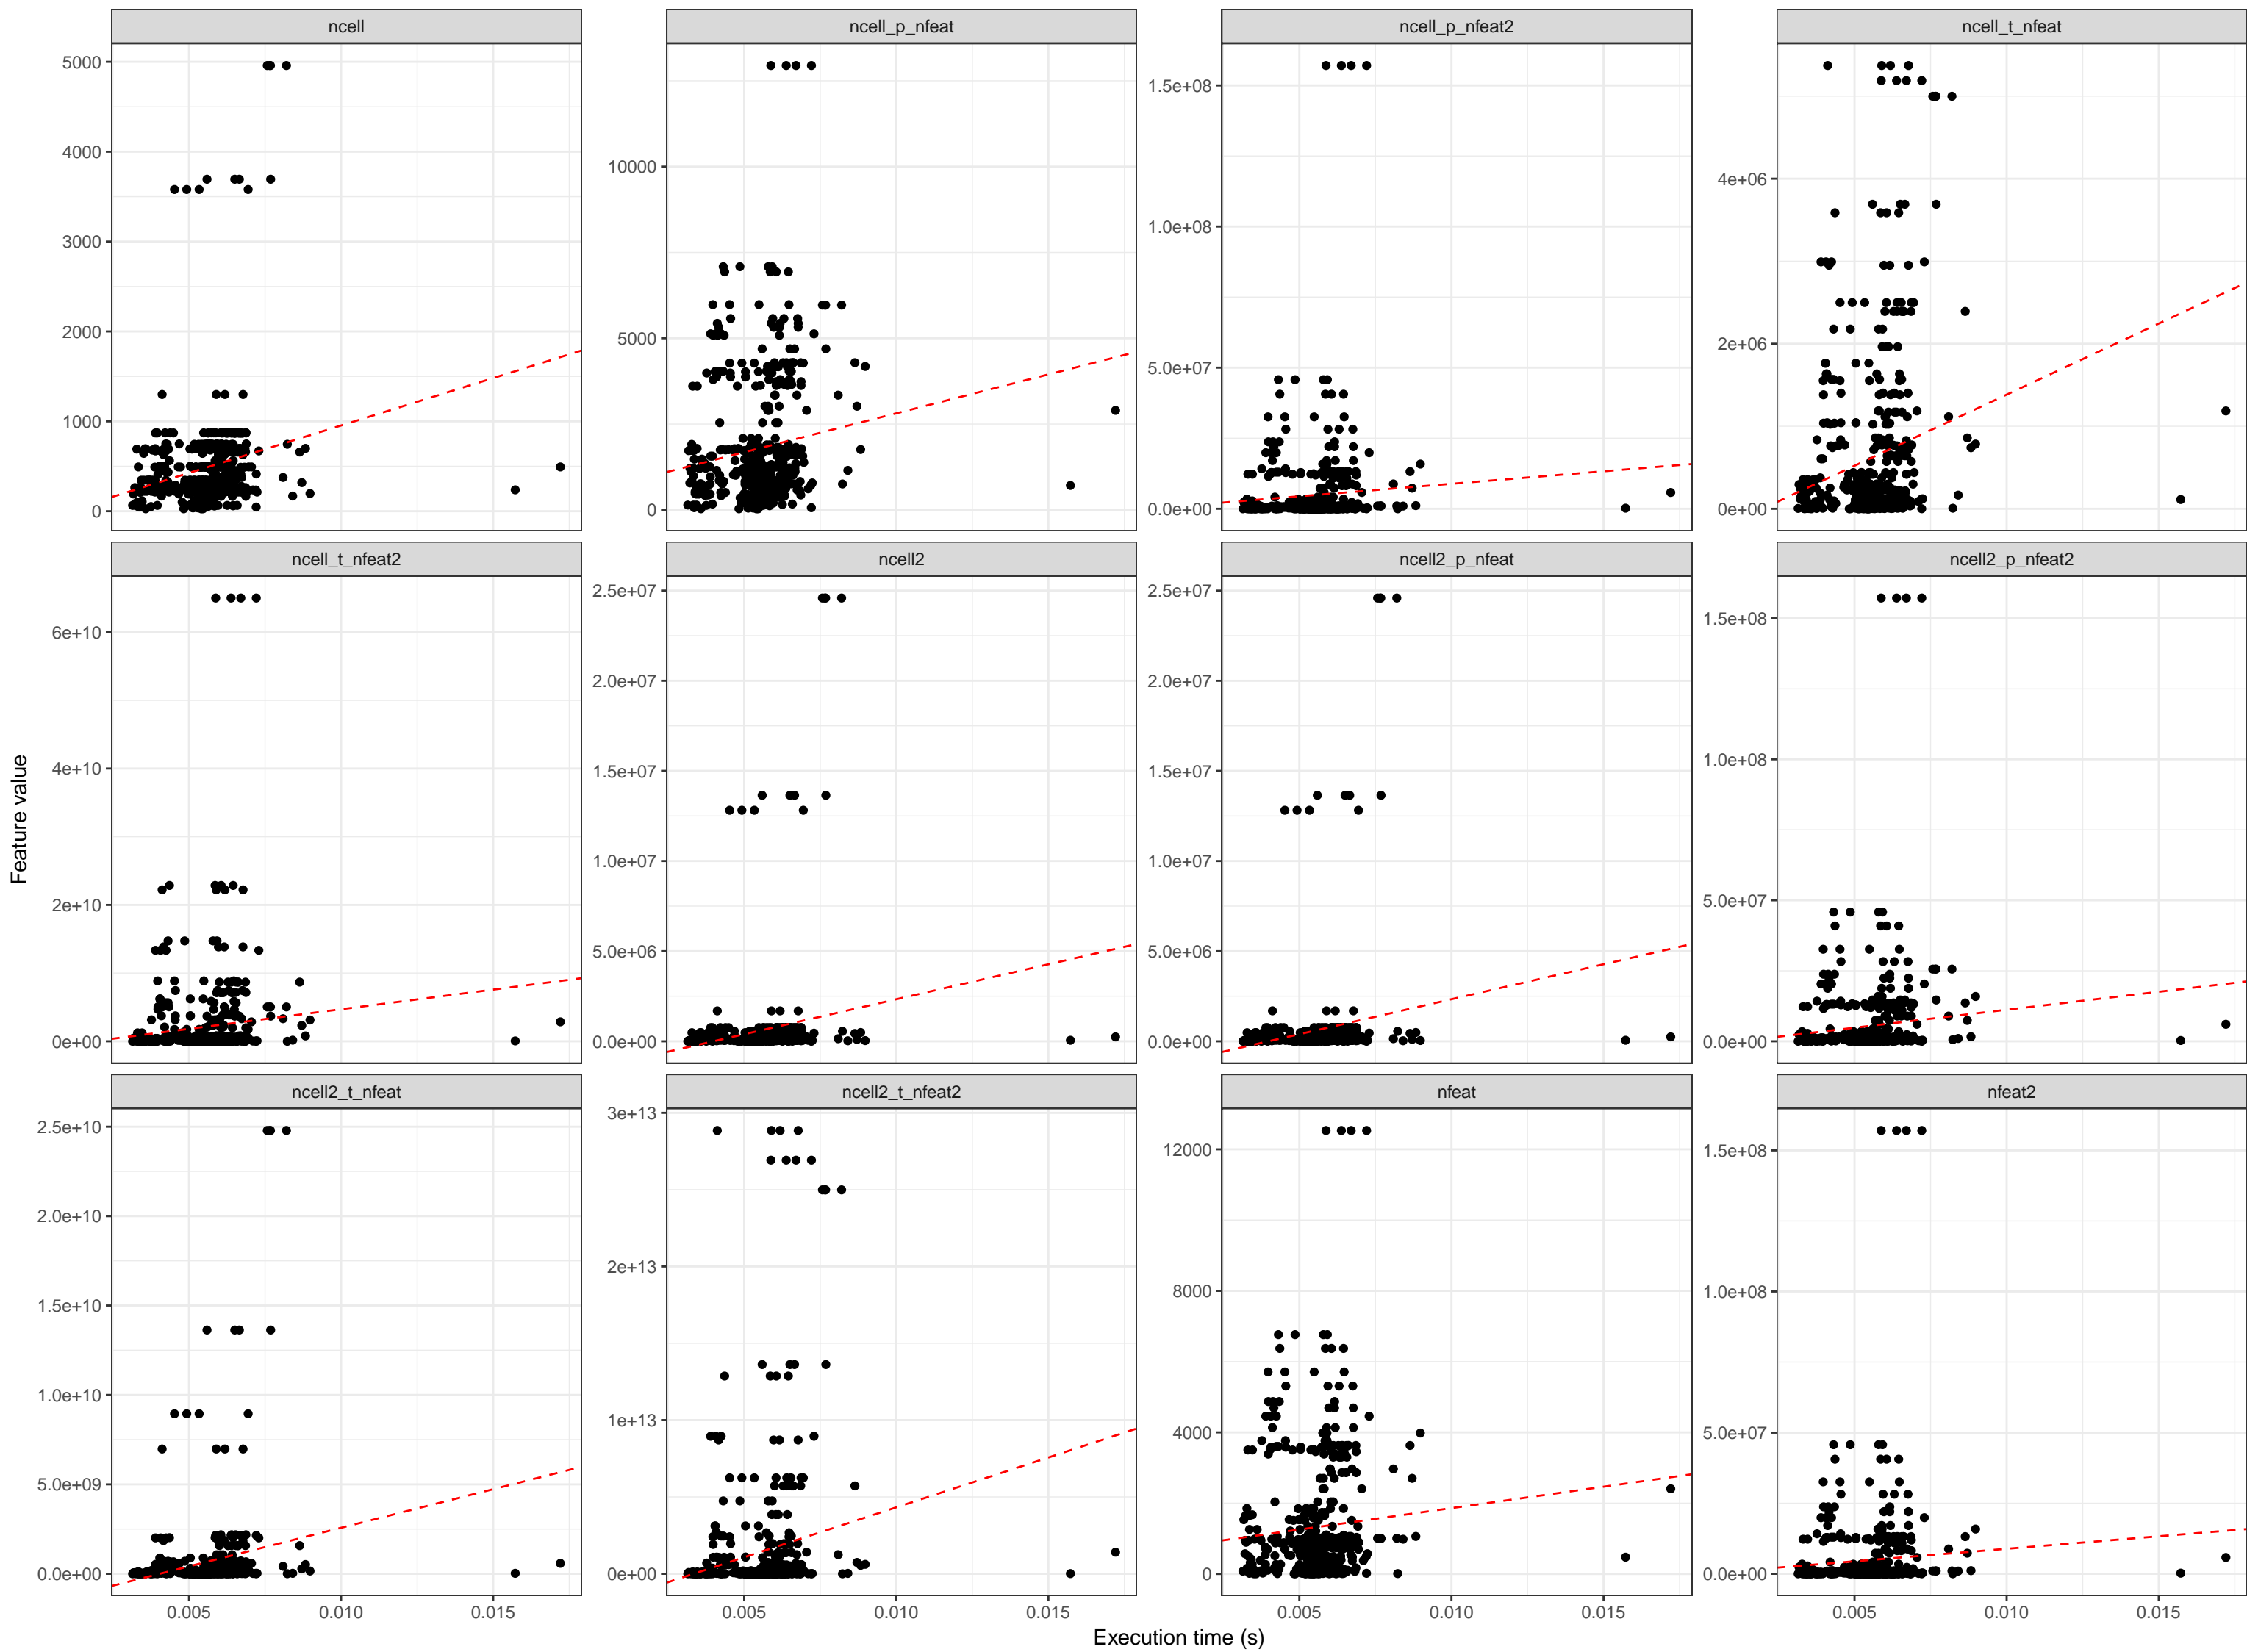 ncell
ncell_p_nfeat
ncell_p_nfeat2
ncell_t_nfeat
5000
4000
3000
2000
1000
0
10000
5000
0
1.5e+08
1.0e+08
5.0e+07
0.0e+00
4e+06
2e+06
0e+00
ncell_t_nfeat2
ncell2
ncell2_p_nfeat
ncell2_p_nfeat2
6e+10
4e+10
2e+10
0e+00
2.5e+07
2.0e+07
1.5e+07
1.0e+07
5.0e+06
0.0e+00
2.5e+07
2.0e+07
1.5e+07
1.0e+07
5.0e+06
0.0e+00
1.5e+08
1.0e+08
5.0e+07
0.0e+00
Feature value
ncell2_t_nfeat
ncell2_t_nfeat2
nfeat
nfeat2
2.5e+10
2.0e+10
1.5e+10
1.0e+10
5.0e+09
0.0e+00
3e+13
2e+13
1e+13
0e+00
12000
8000
4000
0
1.5e+08
1.0e+08
5.0e+07
0.0e+00
0.005 0.010 0.015
0.005 0.010 0.015
0.005 0.010 0.015
0.005 0.010 0.015
Execution time (s)